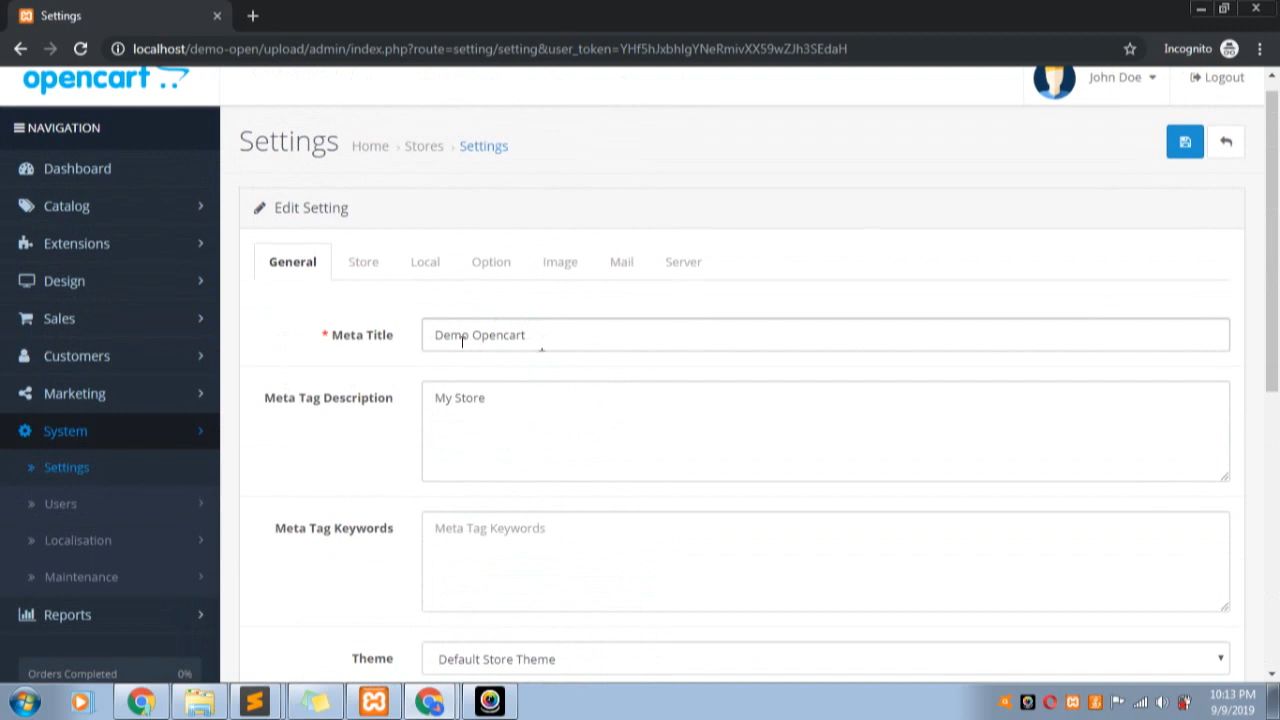 Settings
localhost/demo-open/upload/admin/index.php?route=setting/setting&user_token=YHf5hJxbhIgYNeRmivXX59wZJh3SEdaH
Incognito
opencart
John Doe
Logout
NAVIGATION
Settings
Home › Stores › Settings
Dashboard
Catalog
Edit Setting
Extensions
General Store Local Option Image Mail Server
Design
Sales
* Meta Title
Demo Opencart
Customers
Marketing
Meta Tag Description
My Store
System
Settings
Users
Meta Tag Keywords
Meta Tag Keywords
Localisation
Maintenance
Reports
Theme
Default Store Theme
Orders Completed 0%
10:13 PM
9/9/2019